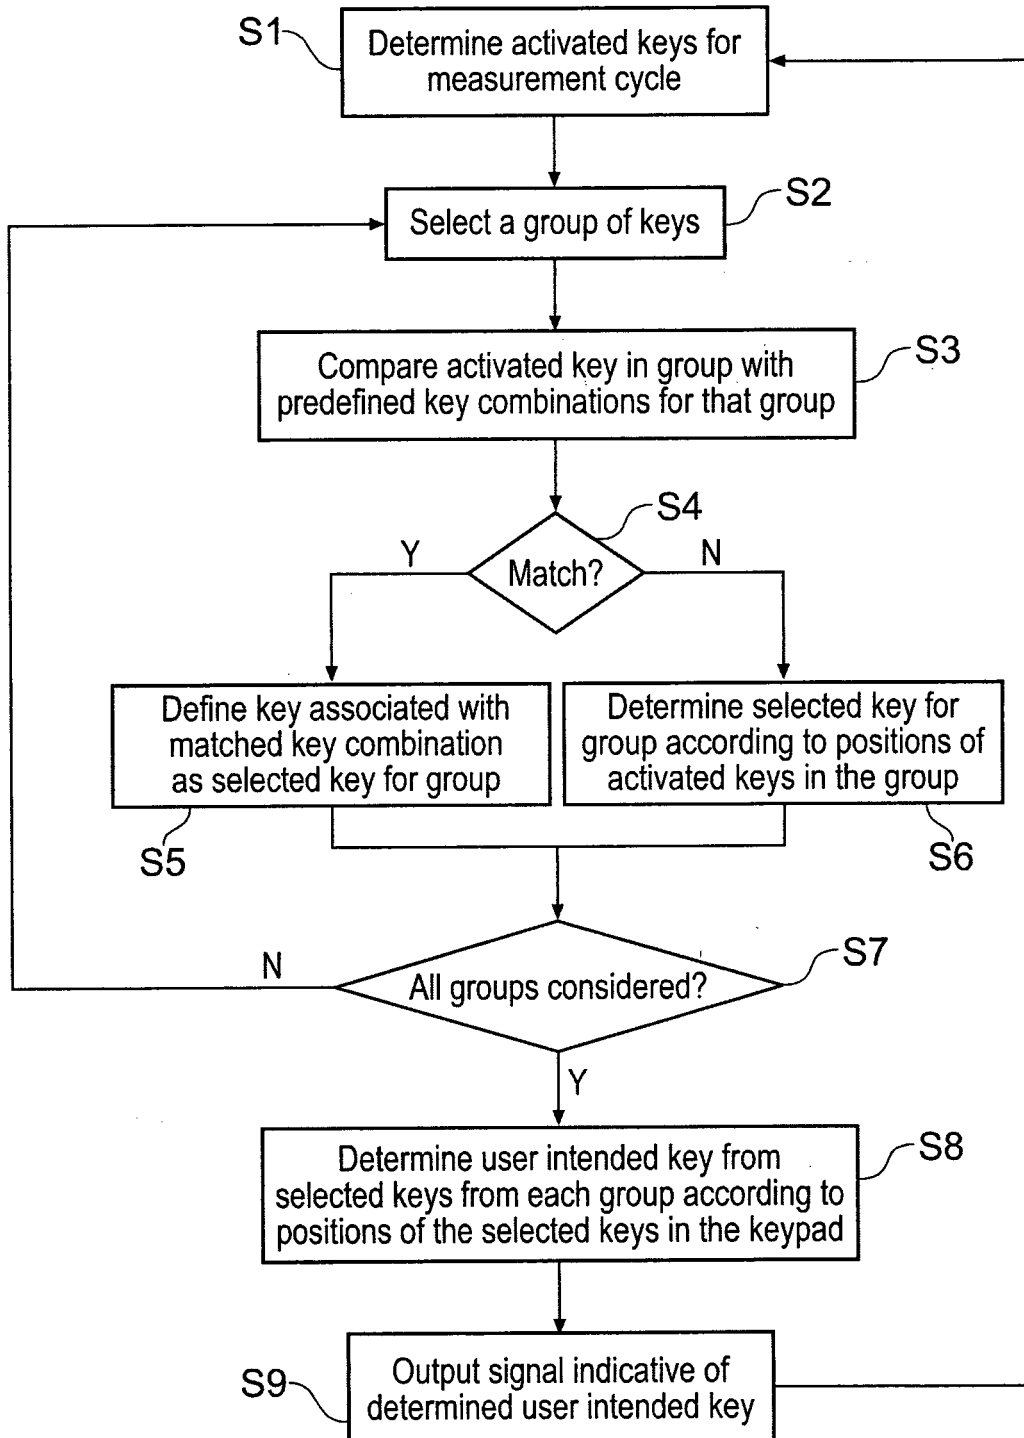 S1
Determine activated keys for
measurement cycle
S2
Select a group of keys
S3
Compare activated key in group with
predefined key combinations for that group
S4
Y
Match?
N
Define key associated with
matched key combination
as selected key for group
Determine selected key for
group according to positions of
activated keys in the group
S5
S6
S7
N
All groups considered?
Y
S8
Determine user intended key from
selected keys from each group according to
positions of the selected keys in the keypad
S9
Output signal indicative of
determined user intended key